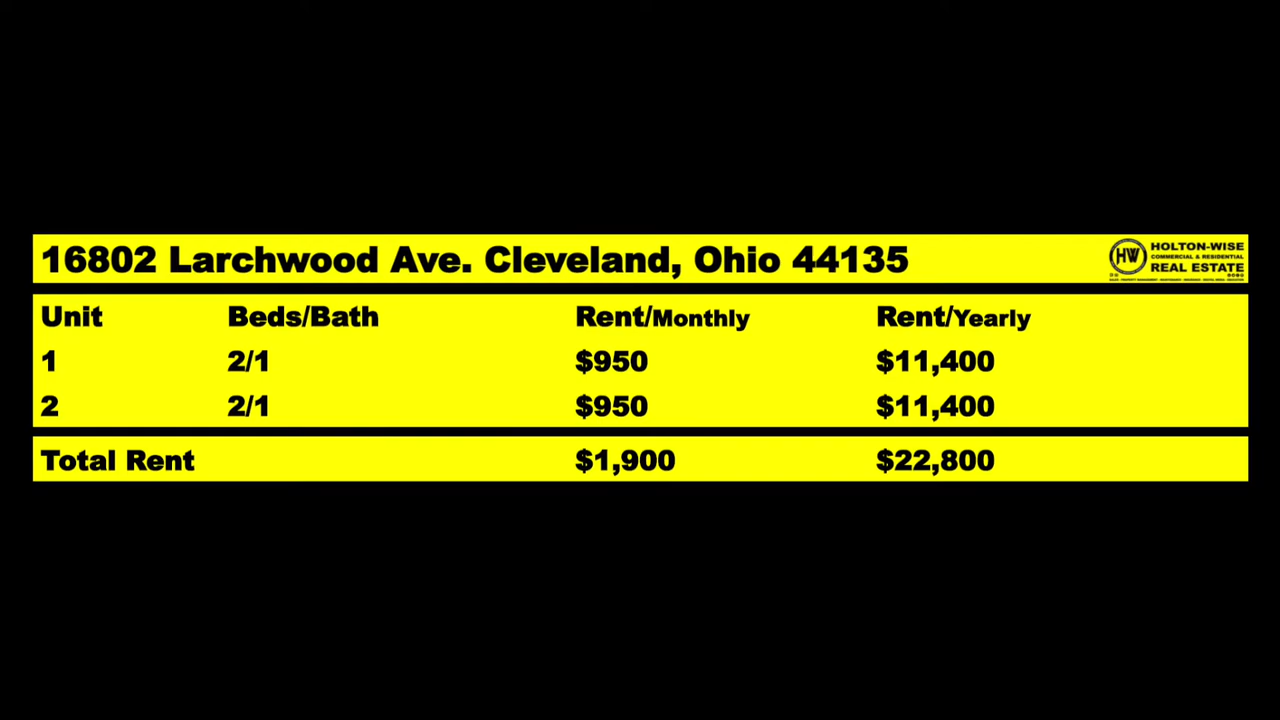 16802 Larchwood Ave. Cleveland, Ohio 44135
HOLTON-WISE
COMMERCIAL & RESIDENTIAL
REAL ESTATE
HW
Unit Beds/Bath Rent/Monthly Rent/Yearly
1 2/1 $950 $11,400
2 2/1 $950 $11,400
Total Rent $1,900 $22,800